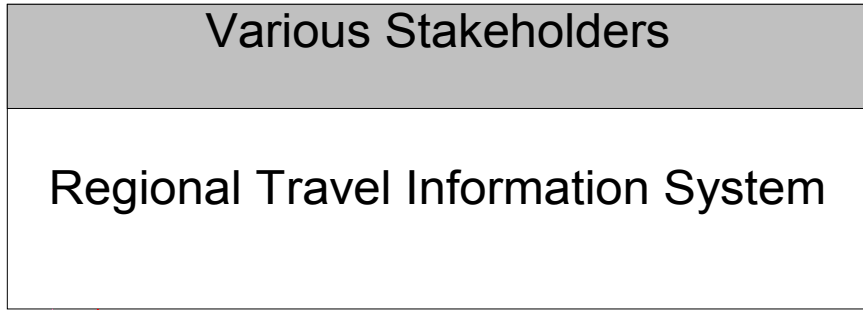 Various Stakeholders
Regional Travel Information System